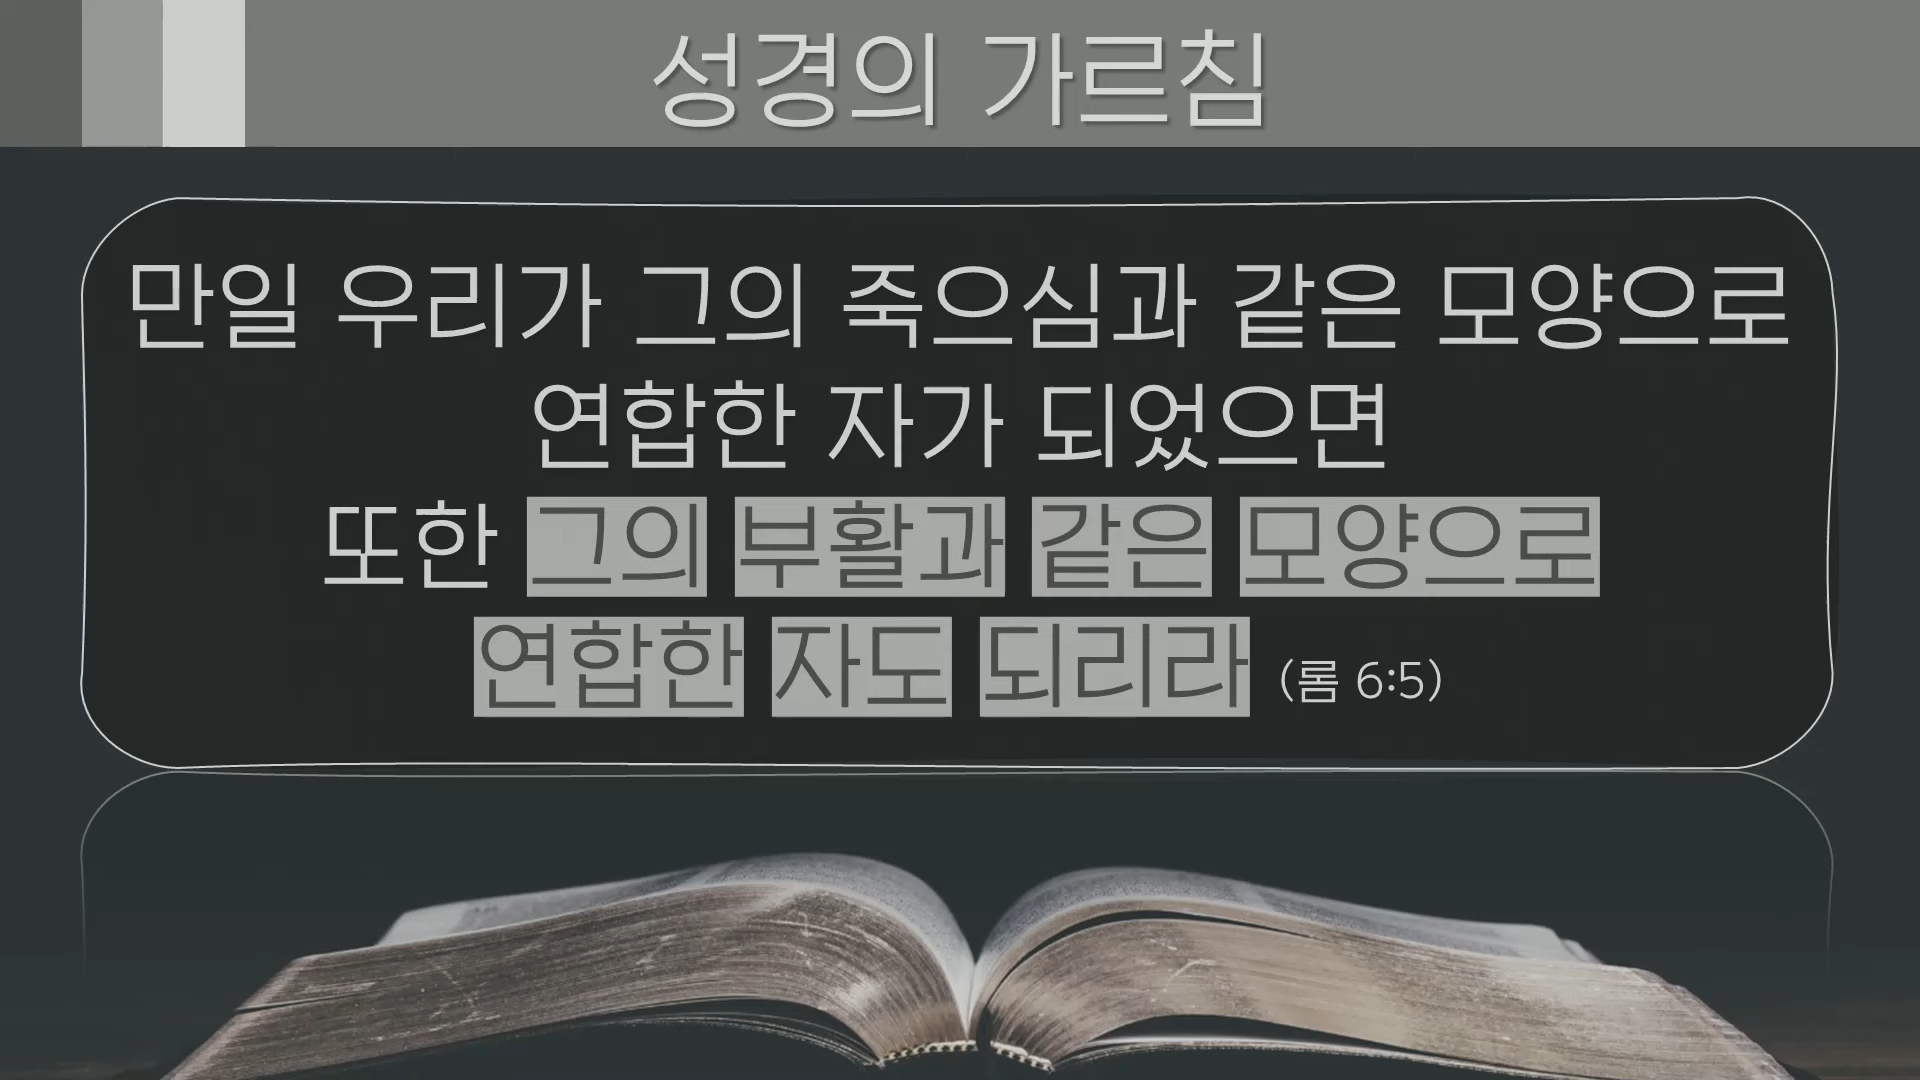 성경의 가르침
만일 우리가 그의 죽으심과 같은 모양으로
연합한 자가 되었으면
또한 그의 부활과 같은 모양으로
연합한 자도 되리라 (롬 6:5)